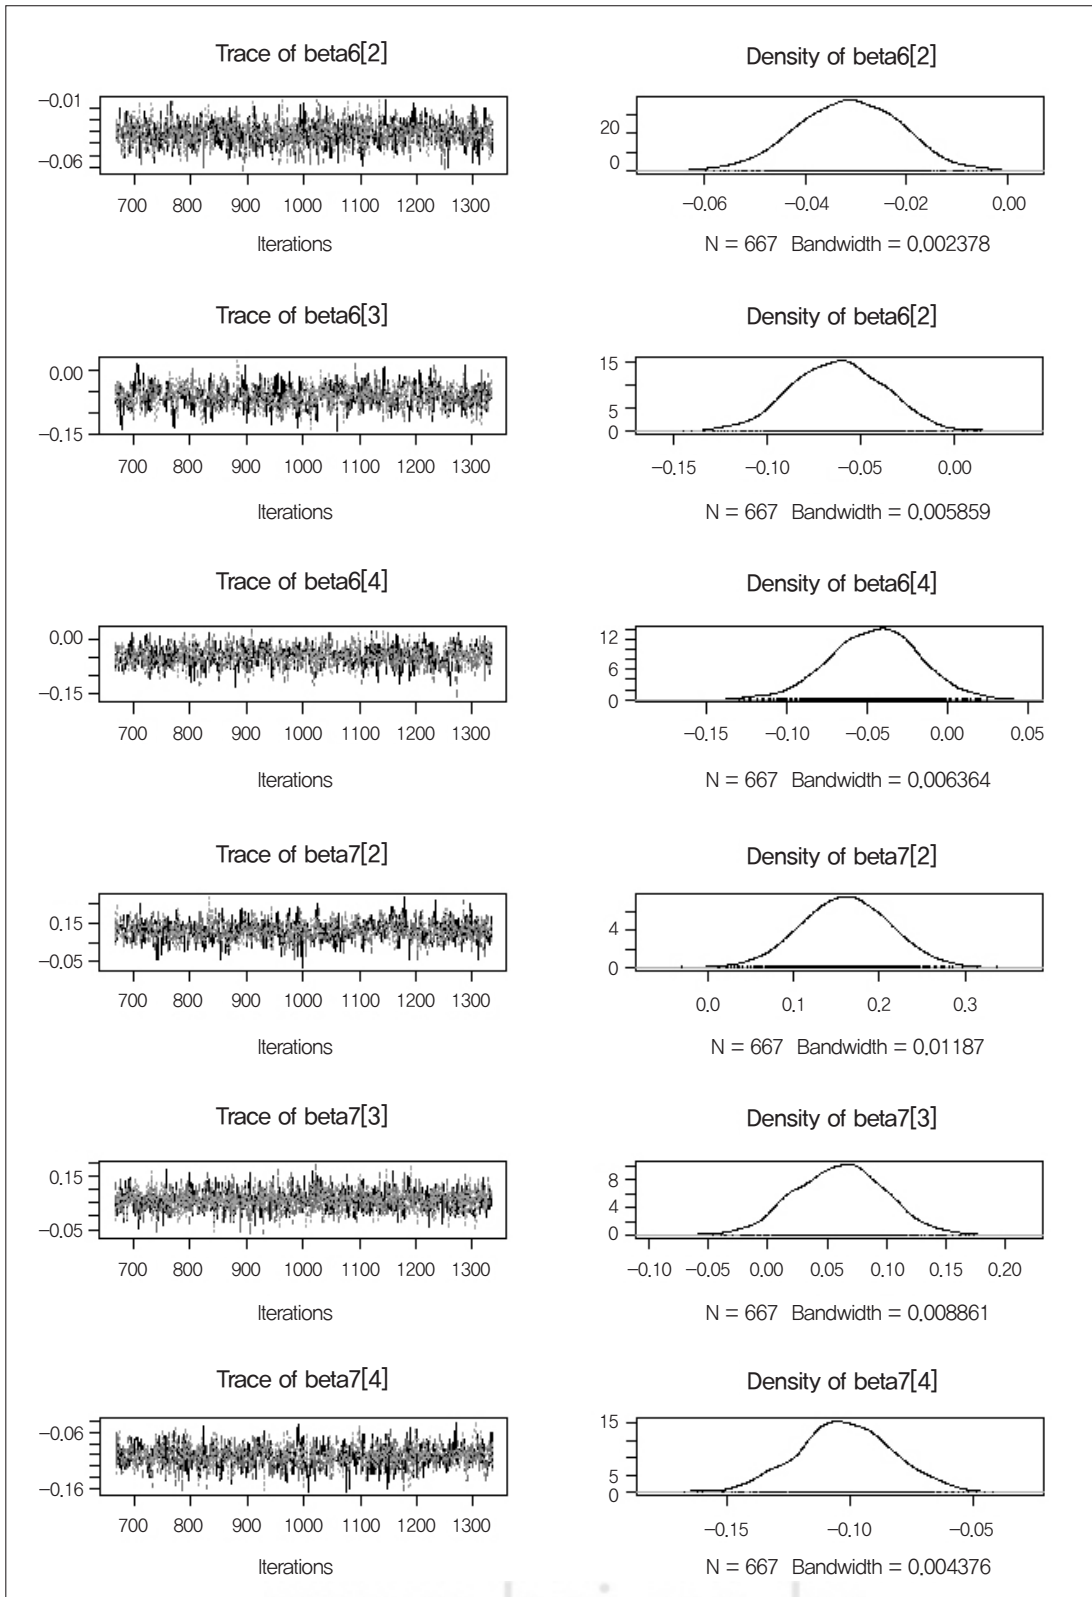 Trace of beta6[2]
Density of beta6[2]
-0.01
-0.06
700 800 900 1000 1100 1200 1300
Iterations
20
0
-0.06 -0.04 -0.02 0.00
N = 667 Bandwidth = 0.002378
Trace of beta6[3]
Density of beta6[2]
0.00
-0.15
700 800 900 1000 1100 1200 1300
Iterations
15
5
0
-0.15 -0.10 -0.05 0.00
N = 667 Bandwidth = 0.005859
Trace of beta6[4]
Density of beta6[4]
0.00
-0.15
700 800 900 1000 1100 1200 1300
Iterations
12
6
0
-0.15 -0.10 -0.05 0.00 0.05
N = 667 Bandwidth = 0.006364
Trace of beta7[2]
Density of beta7[2]
0.15
-0.05
700 800 900 1000 1100 1200 1300
Iterations
4
0
0.0 0.1 0.2 0.3
N = 667 Bandwidth = 0.01187
Trace of beta7[3]
Density of beta7[3]
0.15
-0.05
700 800 900 1000 1100 1200 1300
Iterations
8
4
0
-0.10 -0.05 0.00 0.05 0.10 0.15 0.20
N = 667 Bandwidth = 0.008861
Trace of beta7[4]
Density of beta7[4]
-0.06
-0.16
700 800 900 1000 1100 1200 1300
Iterations
15
5
0
-0.15 -0.10 -0.05
N = 667 Bandwidth = 0.004376